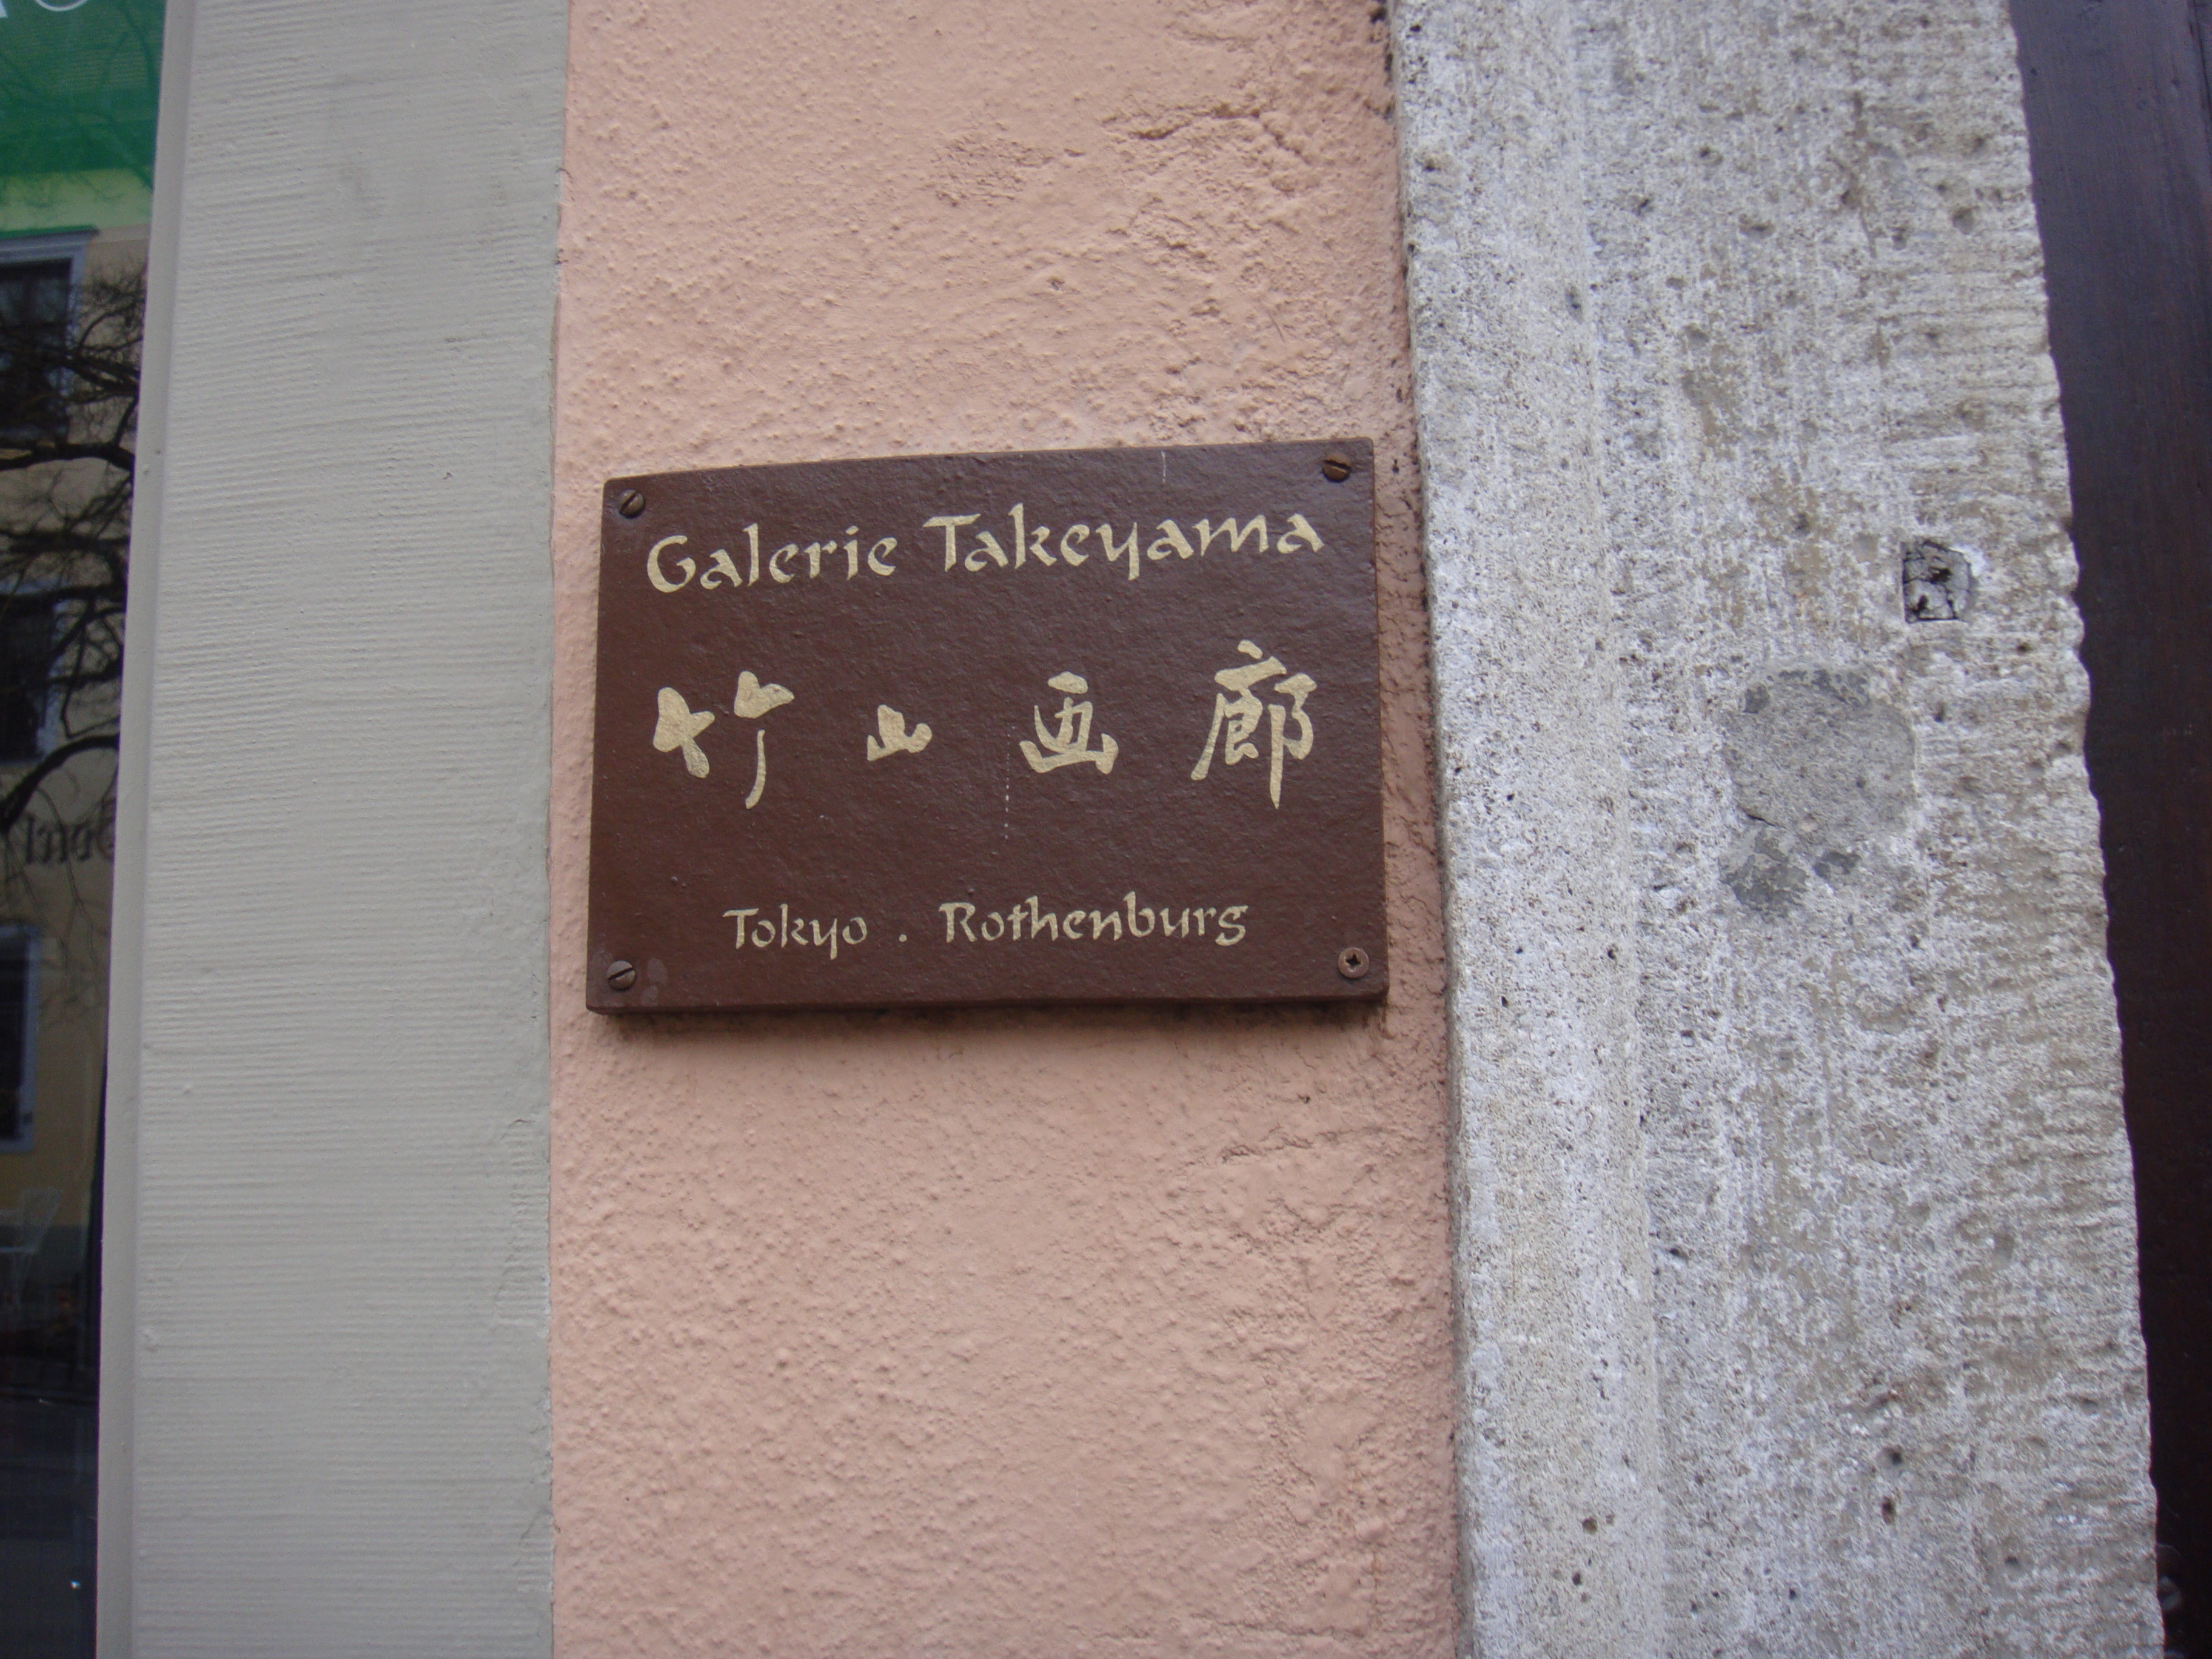 Galerie Takeyama
竹山画廊
Tokyo . Rothenburg